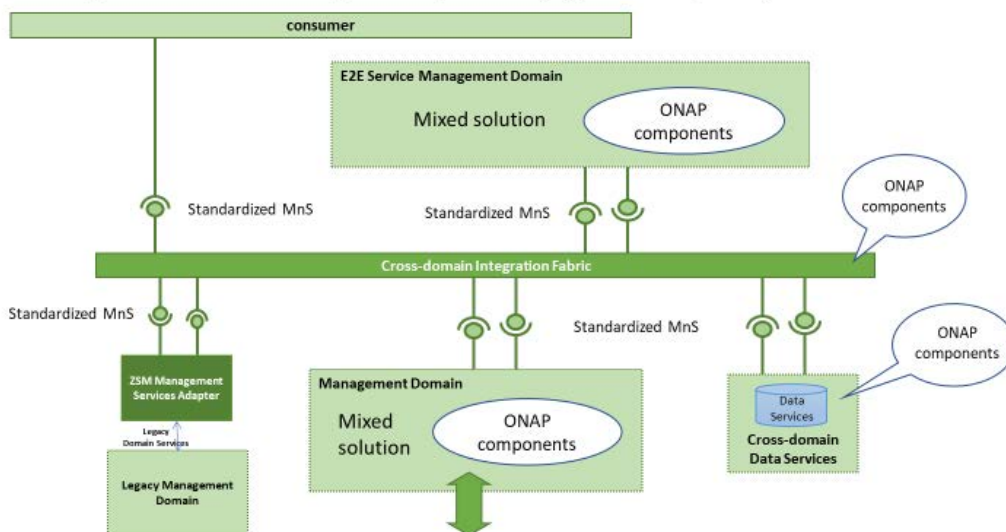 consumer
E2E Service Management Domain
Mixed solution
ONAP
components
ONAP
components
Standardized MnS
Standardized MnS
Cross-domain Integration Fabric
Standardized MnS
Standardized MnS
ONAP
components
ZSM Management
Services Adapter
Legacy
Domain Services
Legacy Management
Domain
Management Domain
Mixed
solution
ONAP
components
Data
Services
Cross-domain
Data Services